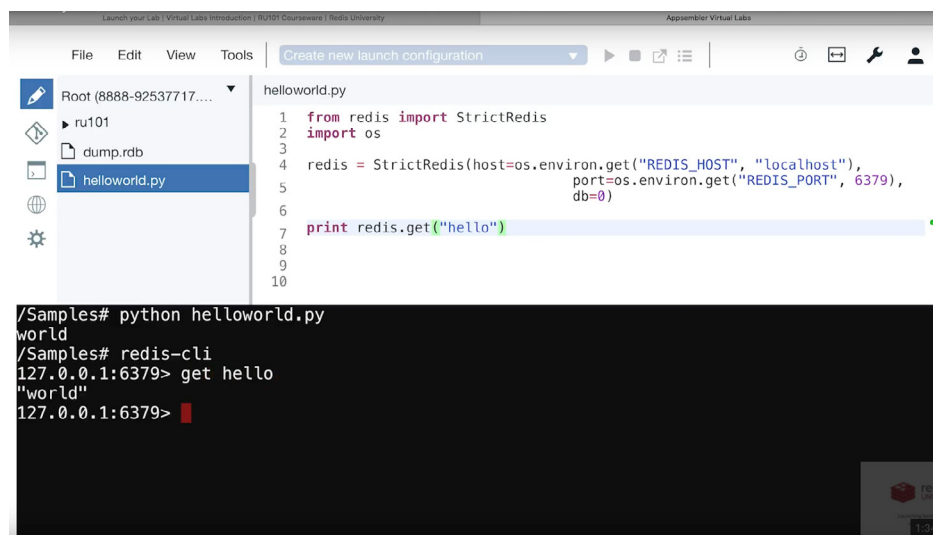 Launch your Lab | Virtual Labs Introduction | RU101 Courseware | Redis University
Appsembler Virtual Labs
File Edit View Tools Create new launch configuration
Root (8888-92537717....
ru101
dump.rdb
helloworld.py
helloworld.py
1 from redis import StrictRedis
2 import os
3
4 redis = StrictRedis(host=os.environ.get("REDIS_HOST", "localhost"),
5 port=os.environ.get("REDIS_PORT", 6379),
db=0)
6
7 print redis.get("hello")
8
9
10
/Samples# python helloworld.py
world
/Samples# redis-cli
127.0.0.1:6379> get hello
"world"
127.0.0.1:6379>